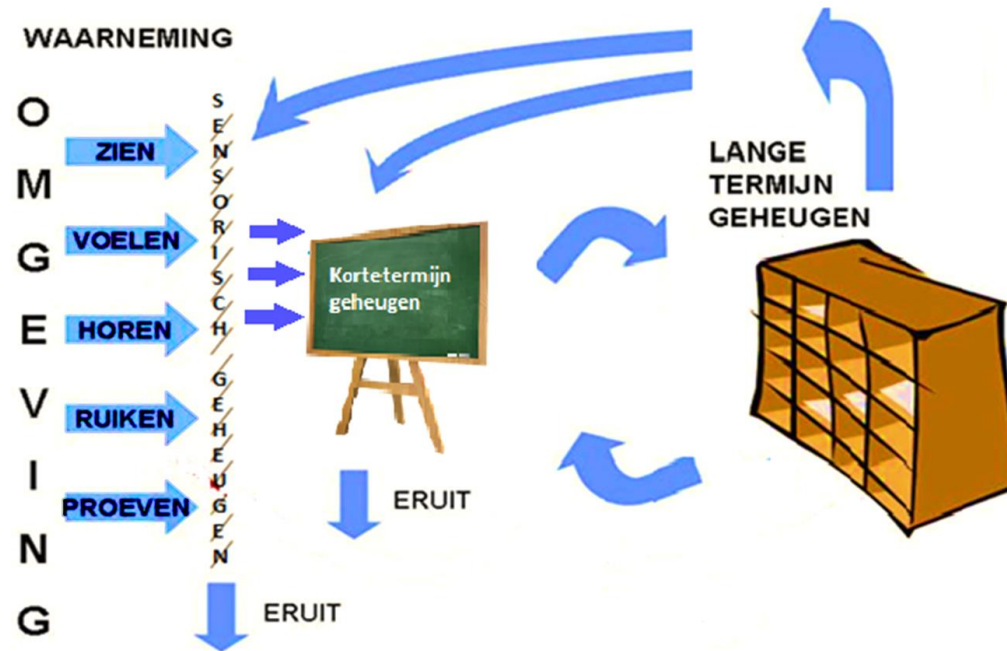 WAARNEMING
OMGEVING
ZIEN
VOELEN
HOREN
RUIKEN
PROEVEN
SENSORISCH GEHEUGEN
Kortetermijn
geheugen
ERUIT
ERUIT
LANGE
TERMIJN
GEHEUGEN